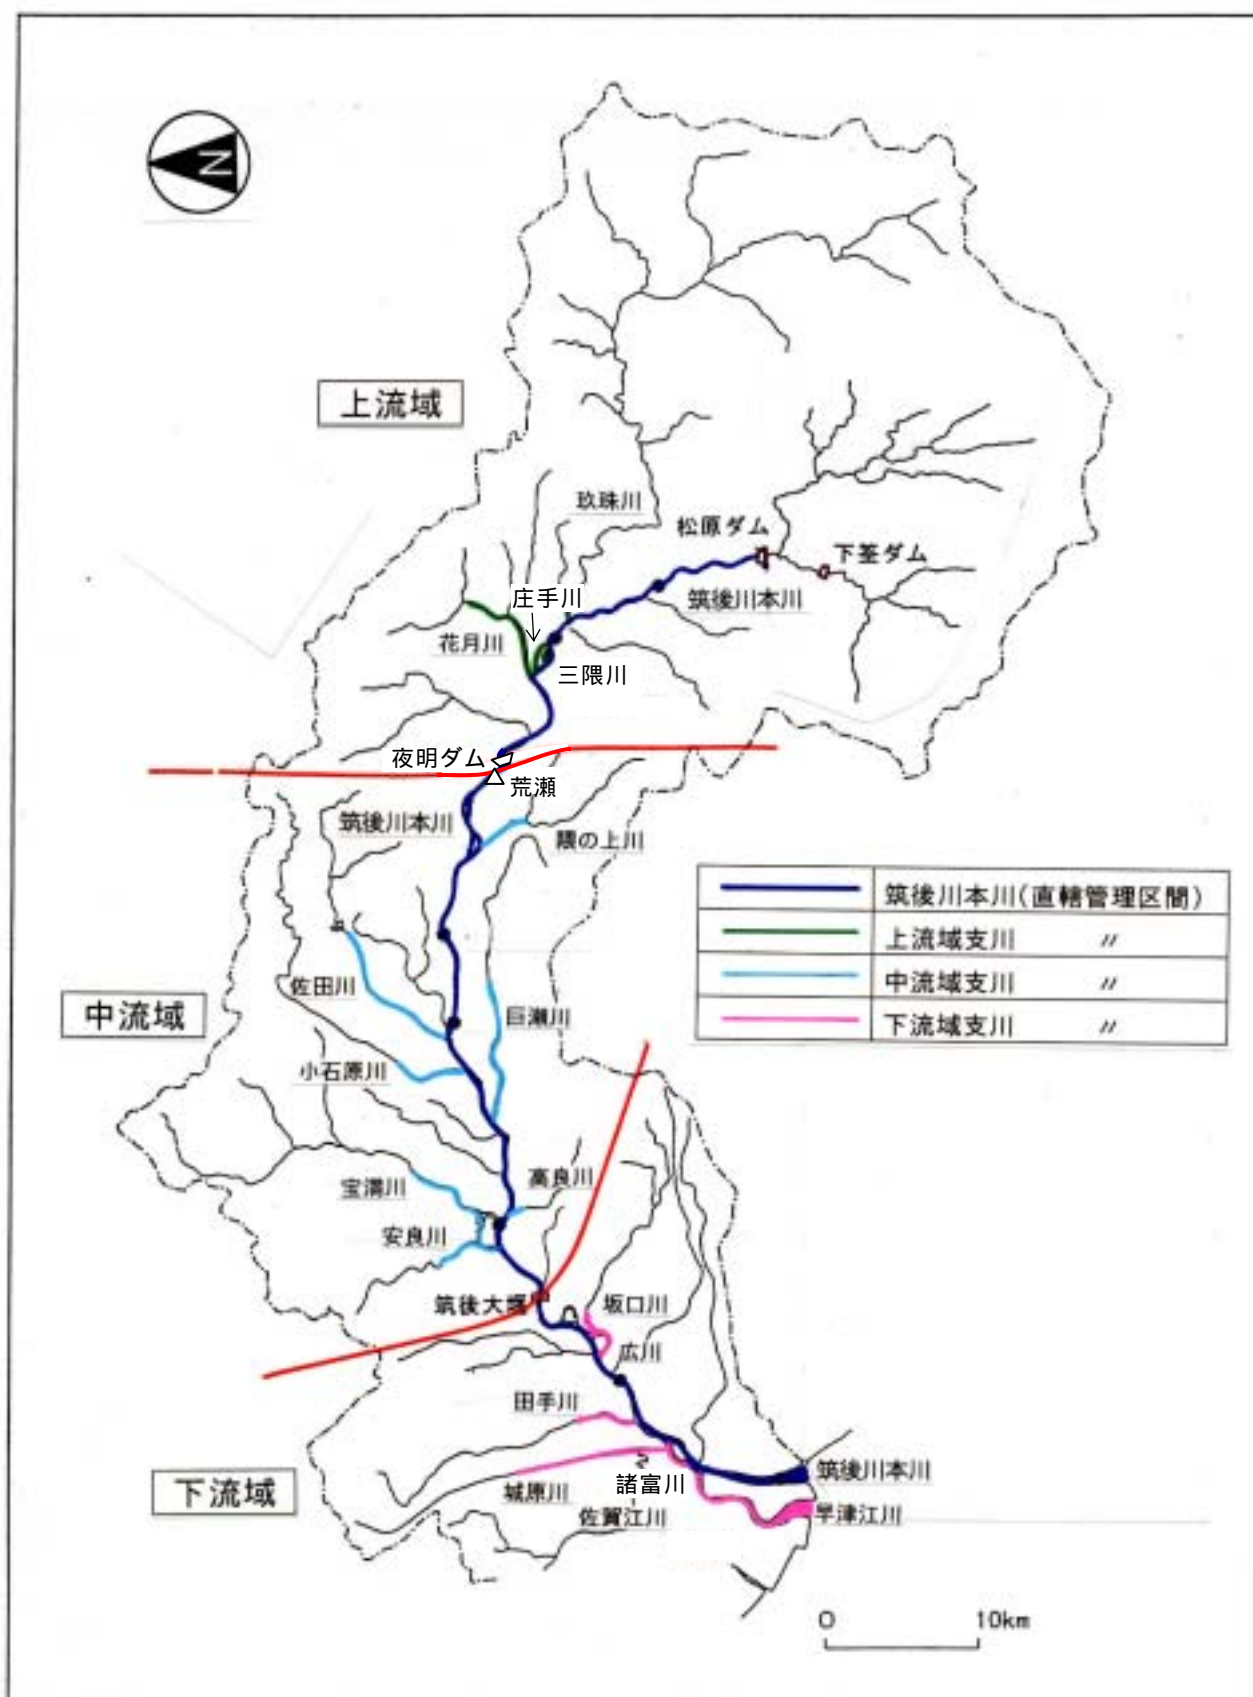 N
上流域
玖珠川
松原ダム
下筌ダム
庄手川
筑後川本川
花月川
三隈川
夜明ダム
荒瀬
筑後川本川
隈の上川
筑後川本川(直轄管理区間)
上流域支川 〃
中流域支川 〃
下流域支川 〃
佐田川
中流域
巨瀬川
小石原川
高良川
宝満川
安良川
筑後大堰
坂口川
広川
田手川
下流域
城原川
諸富川
佐賀江川
筑後川本川
早津江川
0 10km